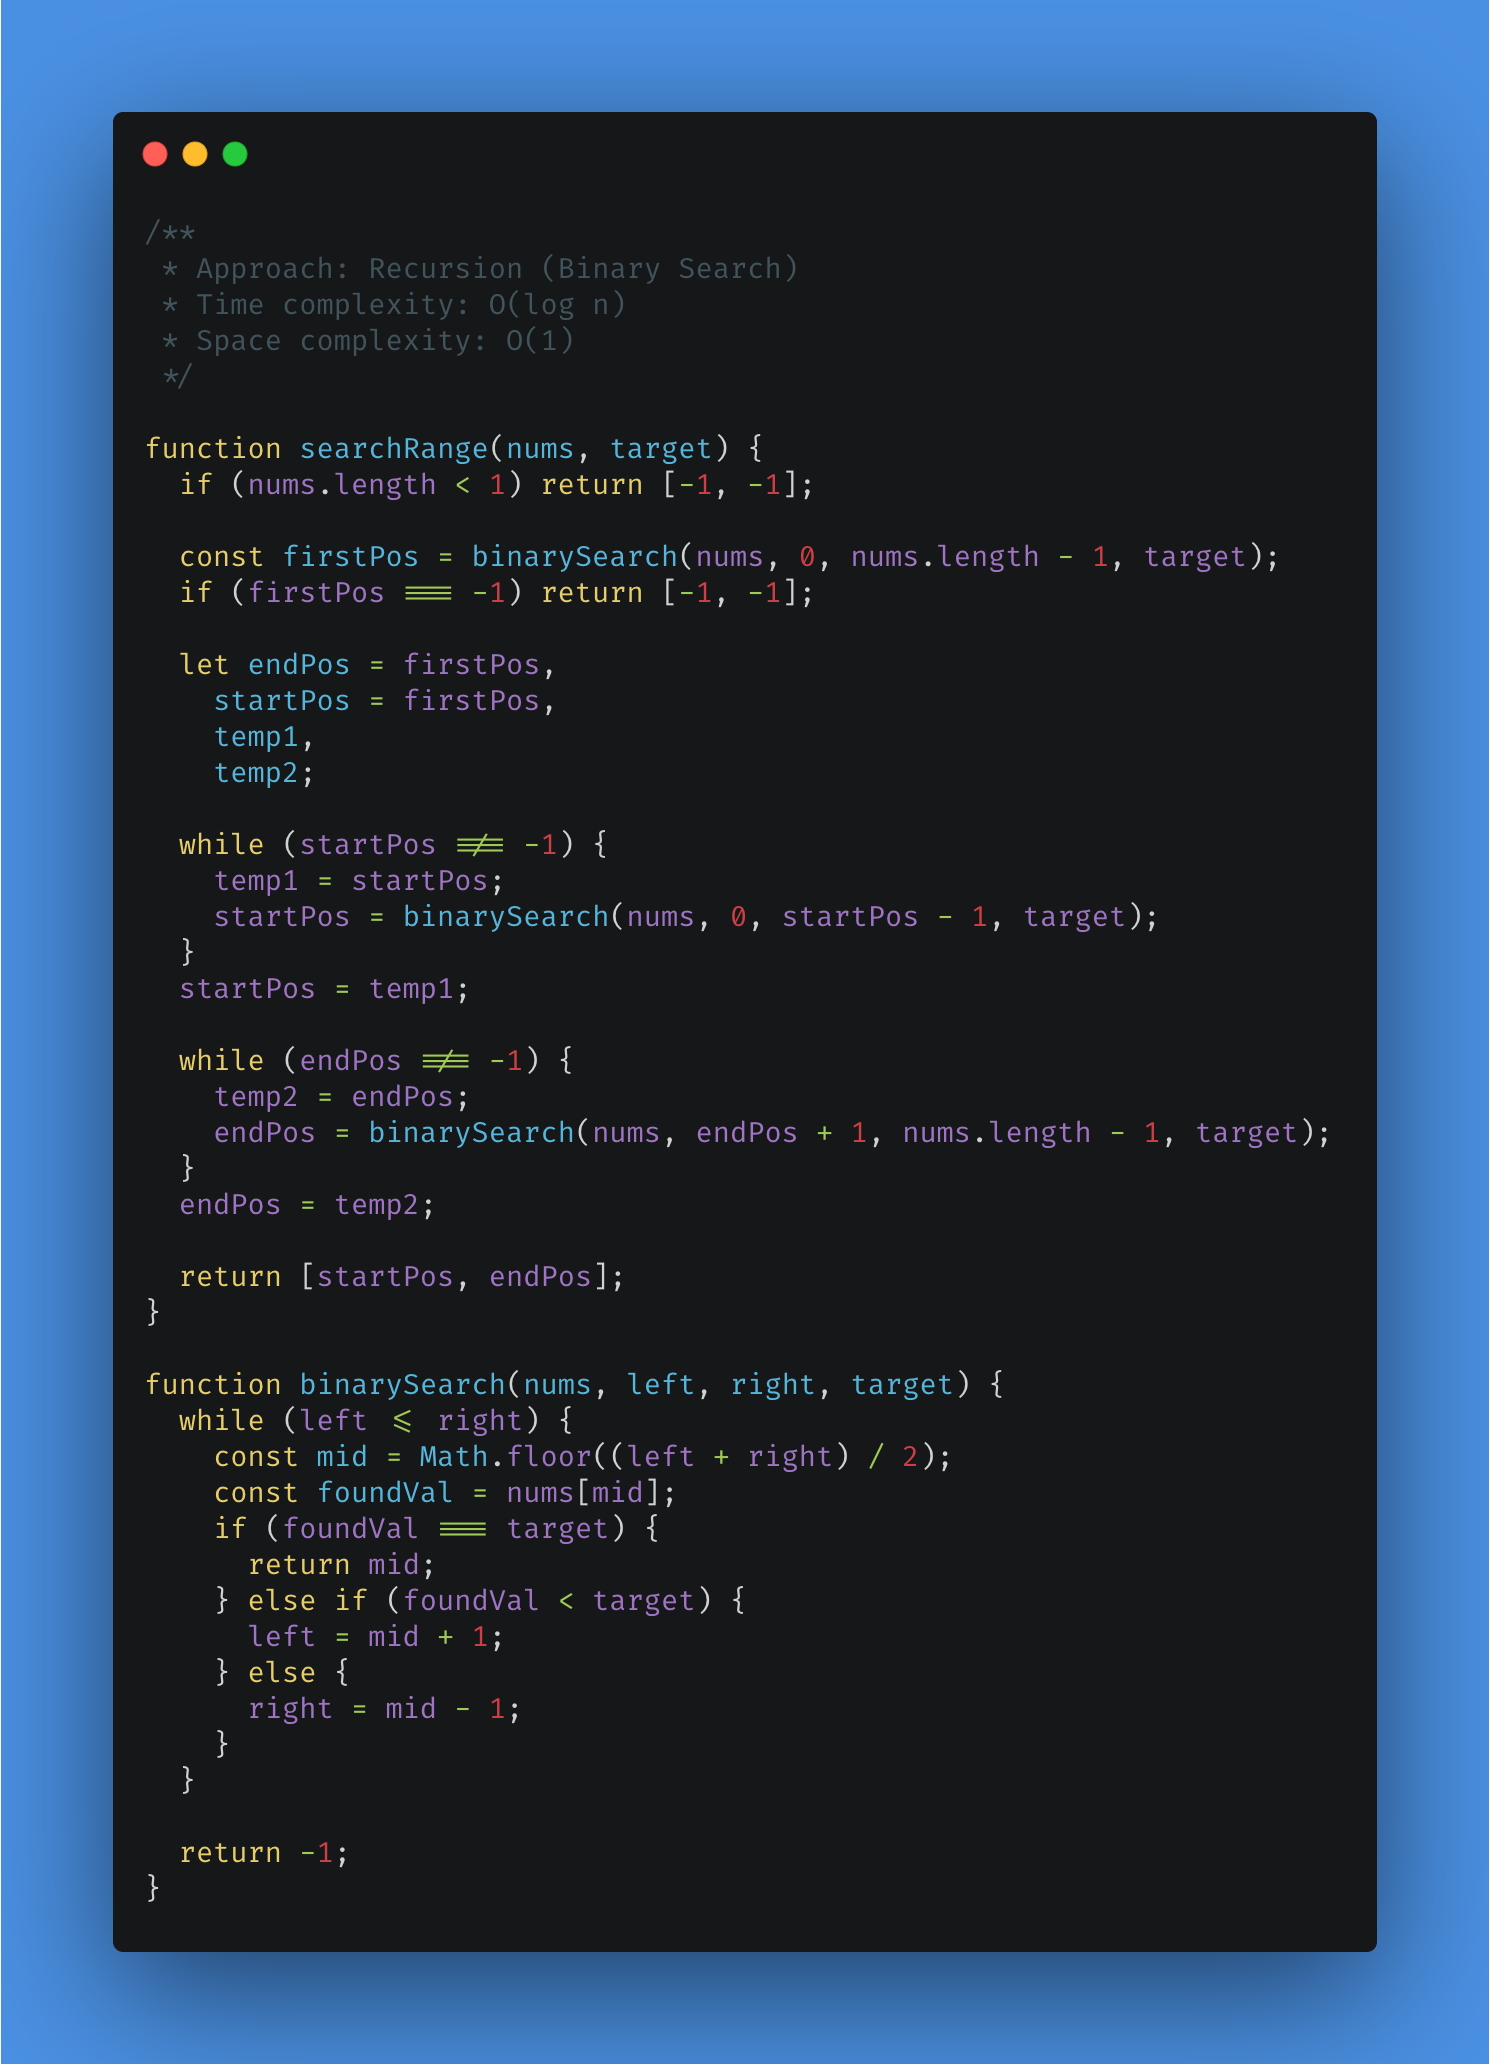 /**
 * Approach: Recursion (Binary Search)
 * Time complexity: O(log n)
 * Space complexity: O(1)
 */

function searchRange(nums, target) {
  if (nums.length < 1) return [-1, -1];

  const firstPos = binarySearch(nums, 0, nums.length - 1, target);
  if (firstPos === -1) return [-1, -1];

  let endPos = firstPos,
    startPos = firstPos,
    temp1,
    temp2;

  while (startPos !== -1) {
    temp1 = startPos;
    startPos = binarySearch(nums, 0, startPos - 1, target);
  }
  startPos = temp1;

  while (endPos !== -1) {
    temp2 = endPos;
    endPos = binarySearch(nums, endPos + 1, nums.length - 1, target);
  }
  endPos = temp2;

  return [startPos, endPos];
}

function binarySearch(nums, left, right, target) {
  while (left <= right) {
    const mid = Math.floor((left + right) / 2);
    const foundVal = nums[mid];
    if (foundVal === target) {
      return mid;
    } else if (foundVal < target) {
      left = mid + 1;
    } else {
      right = mid - 1;
    }
  }

  return -1;
}